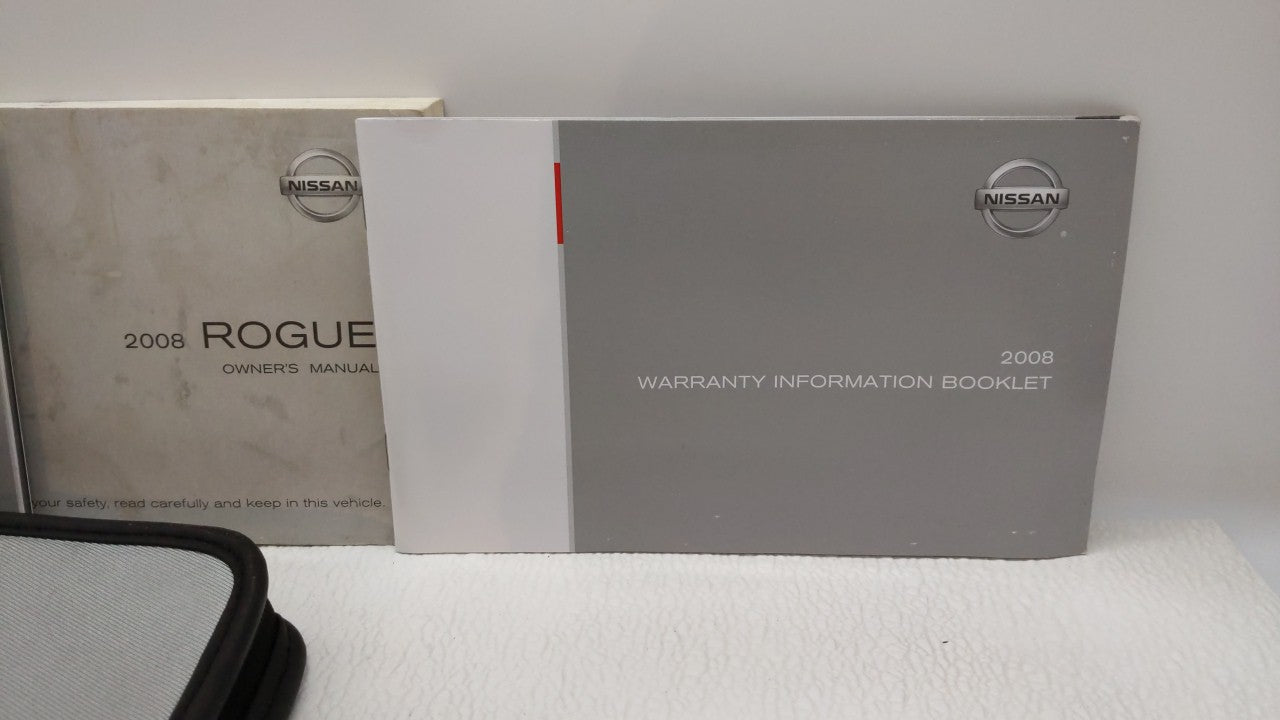 NISSAN
2008 ROGUE
OWNER'S MANUAL
your safety, read carefully and keep in this vehicle.
NISSAN
2008
WARRANTY INFORMATION BOOKLET